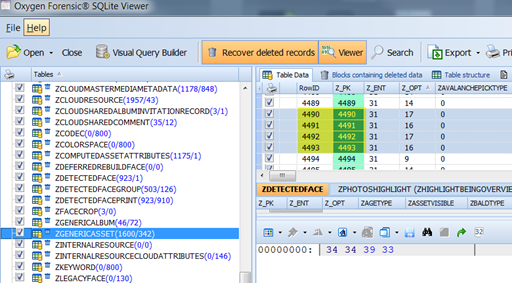 Oxygen Forensic® SQLite Viewer
File Help
Open Close Visual Query Builder Recover deleted records Viewer Search Export
Tables
ZCLOUDMASTERMEDIAMETADATA(1178/848)
ZCLOUDRESOURCE(1957/43)
ZCLOUDSHAREDALBUMINVITATIONRECORD(3/1)
ZCLOUDSHAREDCOMMENT(35/12)
ZCODEC(0/800)
ZCOLORSPACE(0/800)
ZCOMPUTEDASSETATTRIBUTES(1175/1)
ZDEFERREDREBUILDFACE(0/0)
ZDETECTEDFACE(923/1)
ZDETECTEDFACEGROUP(503/126)
ZDETECTEDFACEPRINT(923/910)
ZFACECROP(3/0)
ZGENERICALBUM(46/72)
ZGENERICASSET(1600/342)
ZINTERNALRESOURCE(0/0)
ZINTERNALRESOURCECLOUDATTRIBUTES(0/146)
ZKEYWORD(0/800)
ZLEGACYFACE(0/130)
Table Data Blocks containing deleted data Table structure
RowID Z_PK Z_ENT Z_OPT ZAVALANCHEPICKTYPE
4489 4489 31 14 0
4490 4490 31 17 0
4491 4491 31 16 0
4492 4492 31 17 0
4493 4493 31 16 0
4494 4494 31 9 0
ZDETECTEDFACE ZPHOTOSHIGHLIGHT (ZHIGHLIGHTBEINGOVERVIE
Z_PK Z_ENT Z_OPT ZAGETYPE ZASSETVISIBLE ZBALDTYPE
32
00000000: 34 34 39 33